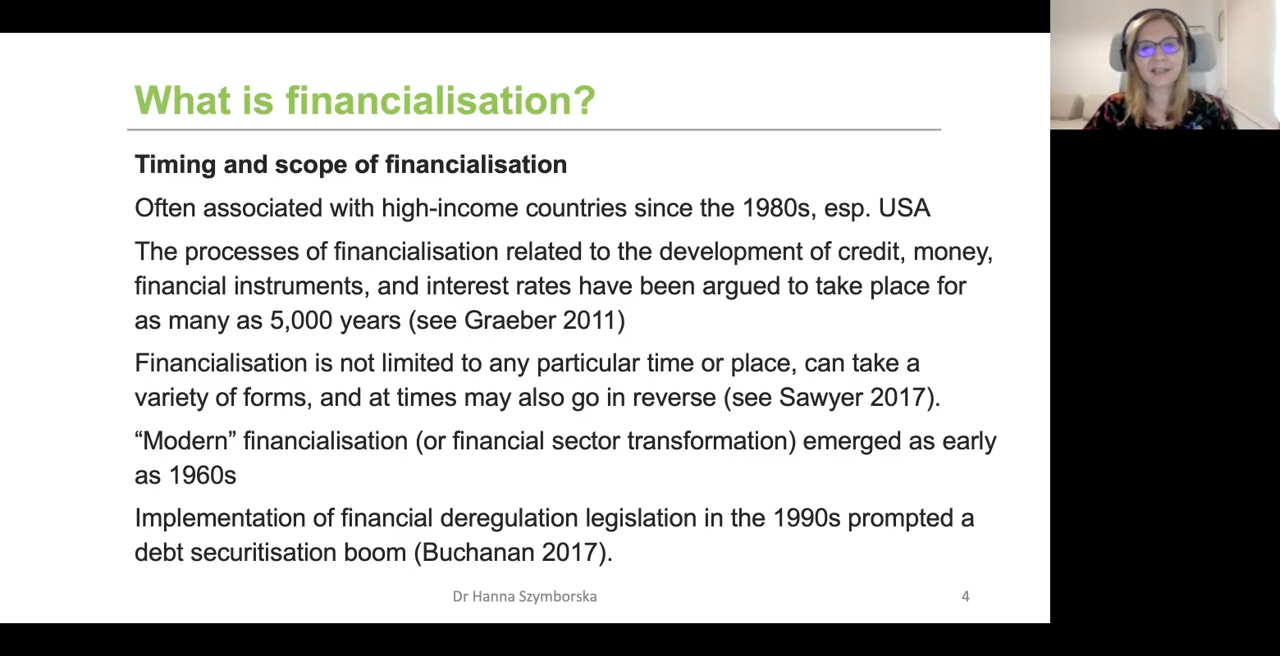 What is financialisation?
Timing and scope of financialisation
Often associated with high-income countries since the 1980s, esp. USA
The processes of financialisation related to the development of credit, money,
financial instruments, and interest rates have been argued to take place for
as many as 5,000 years (see Graeber 2011)
Financialisation is not limited to any particular time or place, can take a
variety of forms, and at times may also go in reverse (see Sawyer 2017).
“Modern” financialisation (or financial sector transformation) emerged as early
as 1960s
Implementation of financial deregulation legislation in the 1990s prompted a
debt securitisation boom (Buchanan 2017).
Dr Hanna Szymborska
4